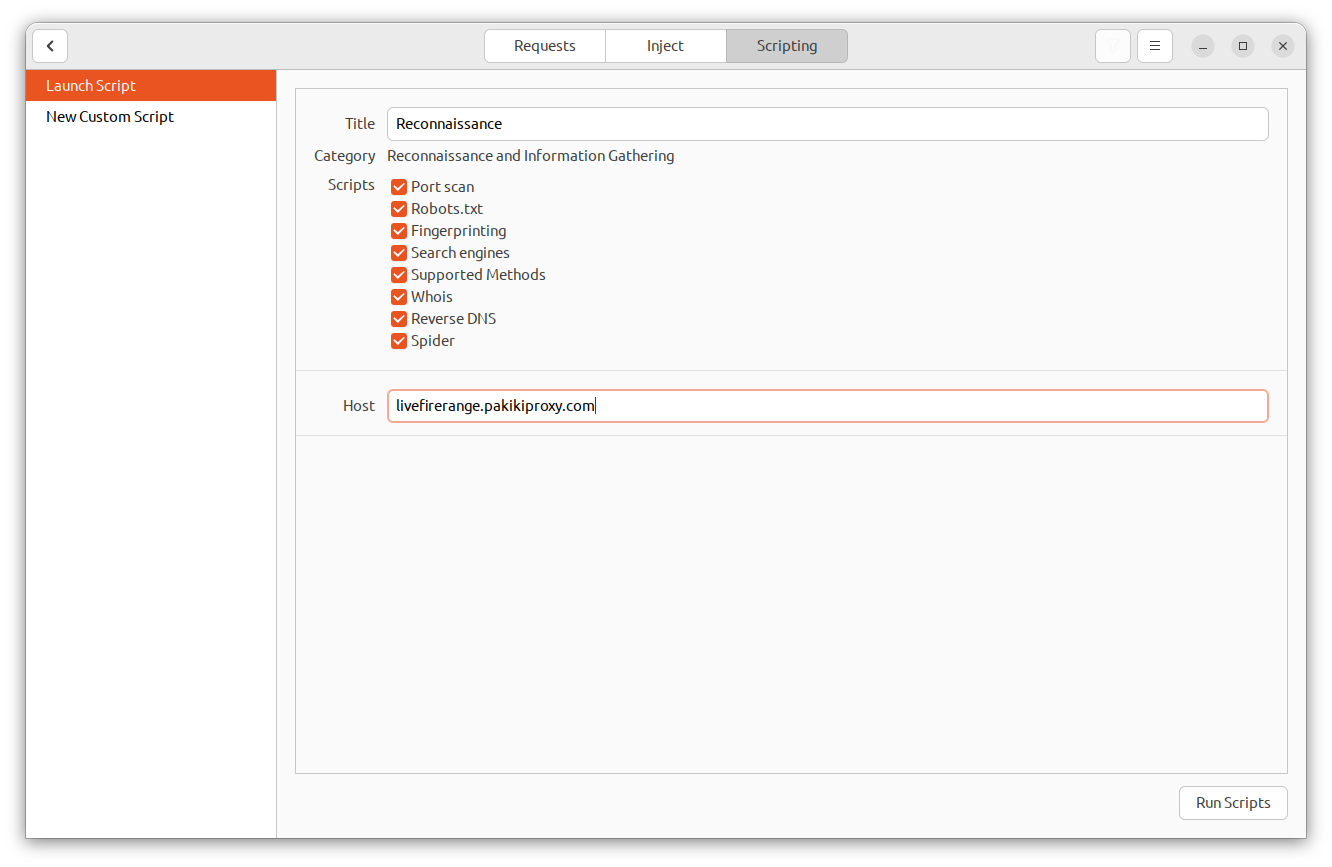 Requests Inject Scripting
Launch Script
New Custom Script
Title Reconnaissance
Category Reconnaissance and Information Gathering
Scripts Port scan
Robots.txt
Fingerprinting
Search engines
Supported Methods
Whois
Reverse DNS
Spider
Host livefirerange.pakikiproxy.com
Run Scripts